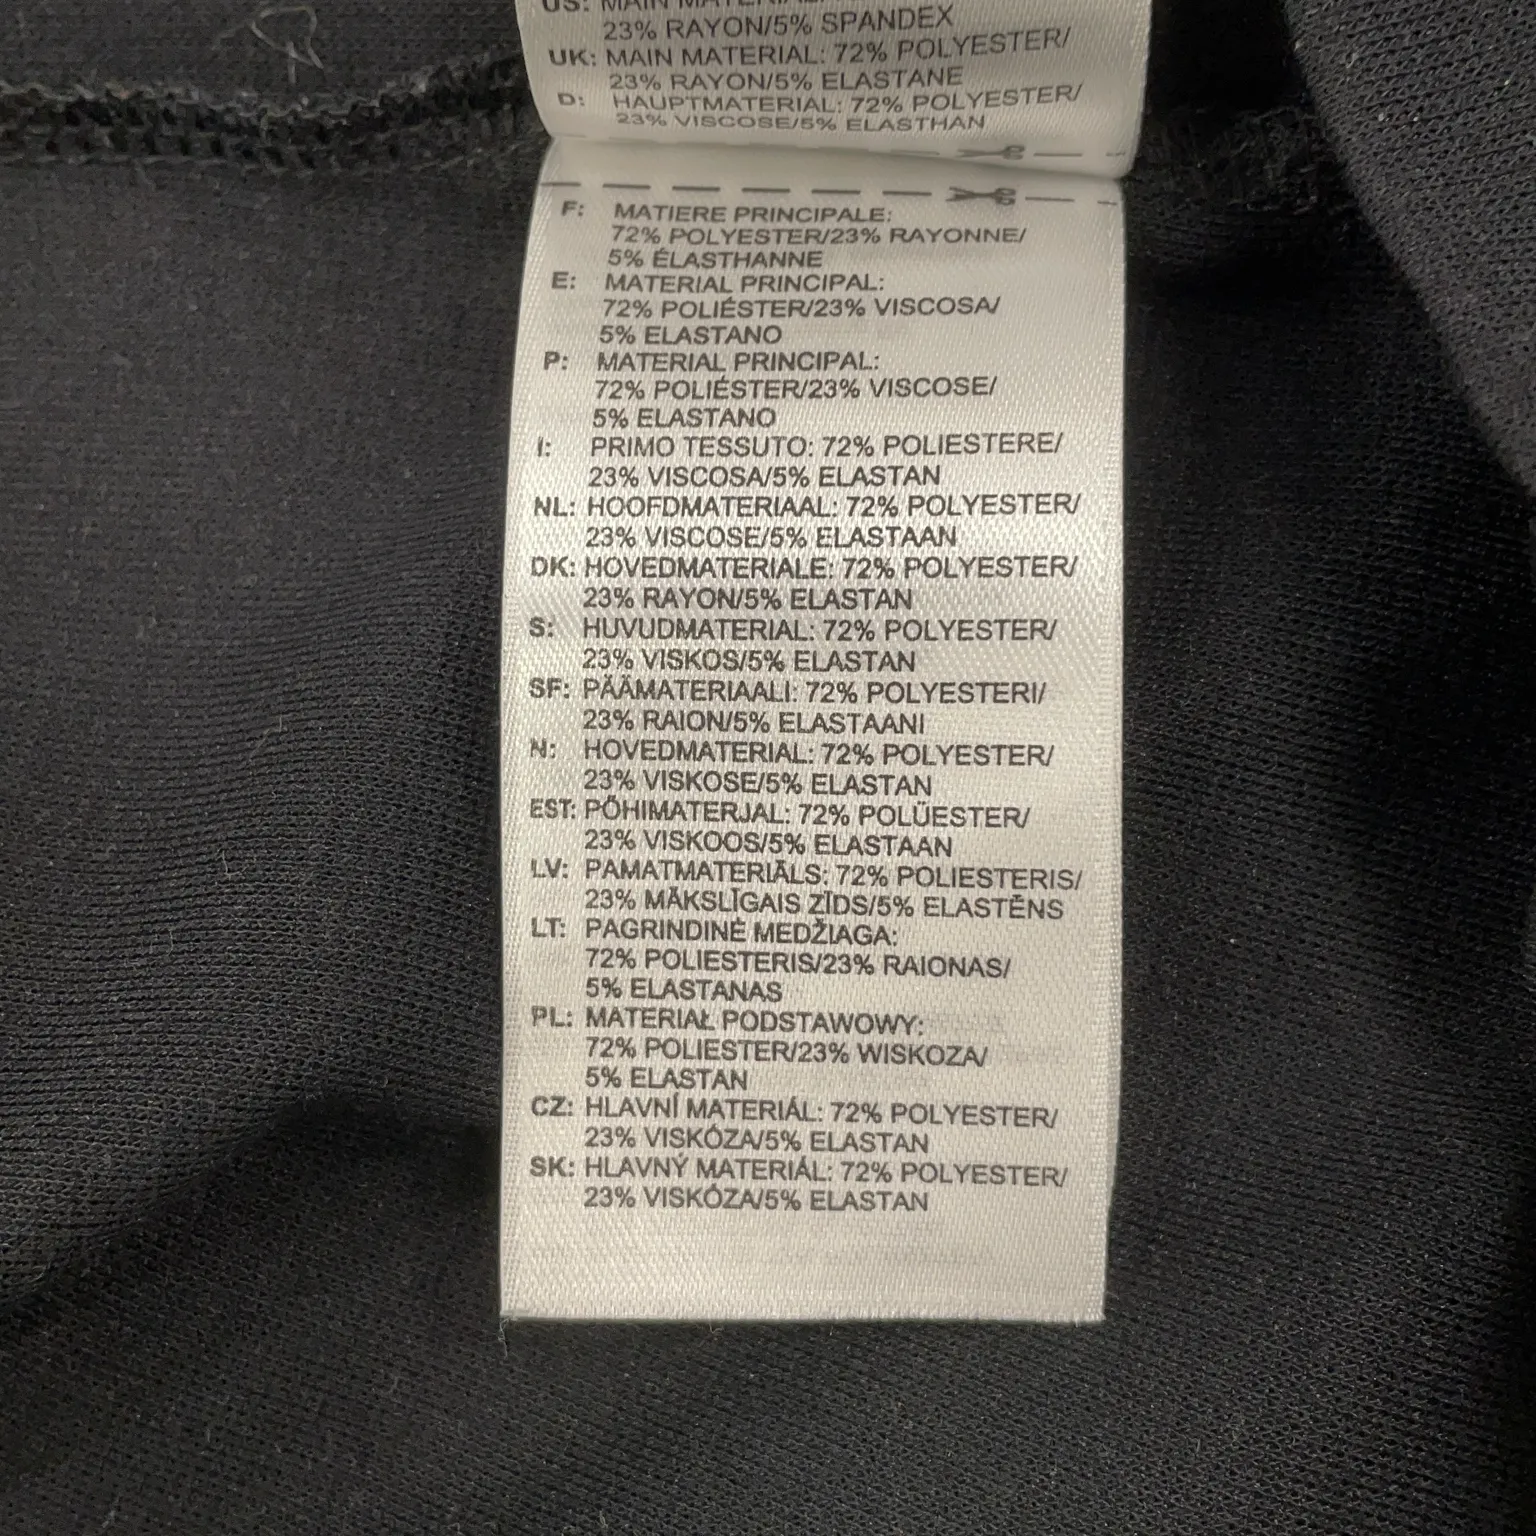 US: MAIN MATERIAL:
23% RAYON/5% SPANDEX
UK: MAIN MATERIAL: 72% POLYESTER/
23% RAYON/5% ELASTANE
D: HAUPTMATERIAL: 72% POLYESTER/
23% VISCOSE/5% ELASTHAN
F: MATIERE PRINCIPALE:
72% POLYESTER/23% RAYONNE/
5% ÉLASTHANNE
E: MATERIAL PRINCIPAL:
72% POLIÉSTER/23% VISCOSA/
5% ELASTANO
P: MATERIAL PRINCIPAL:
72% POLIÉSTER/23% VISCOSE/
5% ELASTANO
I: PRIMO TESSUTO: 72% POLIESTERE/
23% VISCOSA/5% ELASTAN
NL: HOOFDMATERIAAL: 72% POLYESTER/
23% VISCOSE/5% ELASTAAN
DK: HOVEDMATERIALE: 72% POLYESTER/
23% RAYON/5% ELASTAN
S: HUVUDMATERIAL: 72% POLYESTER/
23% VISKOS/5% ELASTAN
SF: PÄÄMATERIAALI: 72% POLYESTERI/
23% RAION/5% ELASTAANI
N: HOVEDMATERIAL: 72% POLYESTER/
23% VISKOSE/5% ELASTAN
EST: PÕHIMATERJAL: 72% POLÜESTER/
23% VISKOOS/5% ELASTAAN
LV: PAMATMATERIĀLS: 72% POLIESTERIS/
23% MĀKSLĪGAIS ZĪDS/5% ELASTĒNS
LT: PAGRINDINĖ MEDŽIAGA:
72% POLIESTERIS/23% RAIONAS/
5% ELASTANAS
PL: MATERIAŁ PODSTAWOWY:
72% POLIESTER/23% WISKOZA/
5% ELASTAN
CZ: HLAVNÍ MATERIÁL: 72% POLYESTER/
23% VISKÓZA/5% ELASTAN
SK: HLAVNÝ MATERIÁL: 72% POLYESTER/
23% VISKÓZA/5% ELASTAN